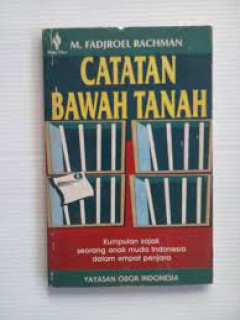 M. FADJROEL RACHMAN
CATATAN
BAWAH TANAH
Kumpulan sajak
seorang anak muda Indonesia
dalam empat penjara
YAYASAN OBOR INDONESIA